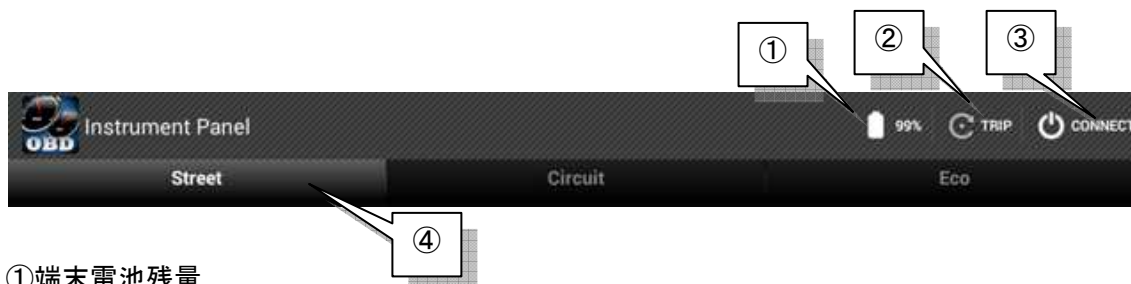 ① ② ③
OBD Instrument Panel 99% TRIP CONNECT
Street Circuit Eco
④
①端末電池残量